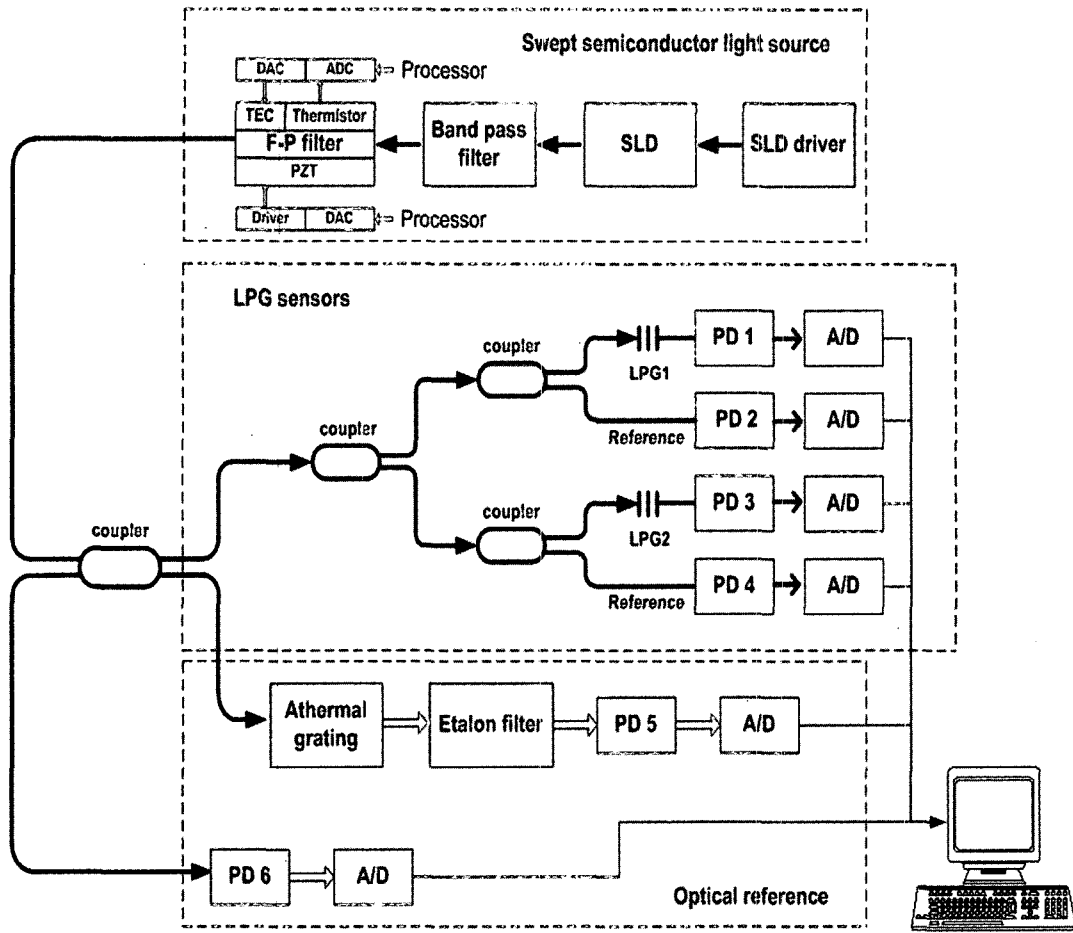 Swept semiconductor light source
DAC
ADC
Processor
TEC
Thermistor
F-P filter
PZT
Driver
DAC
Processor
Band pass
filter
SLD
SLD driver
LPG sensors
coupler
LPG1
PD 1
A/D
Reference
PD 2
A/D
coupler
coupler
LPG2
PD 3
A/D
Reference
PD 4
A/D
coupler
Athermal
grating
Etalon filter
PD 5
A/D
PD 6
A/D
Optical reference